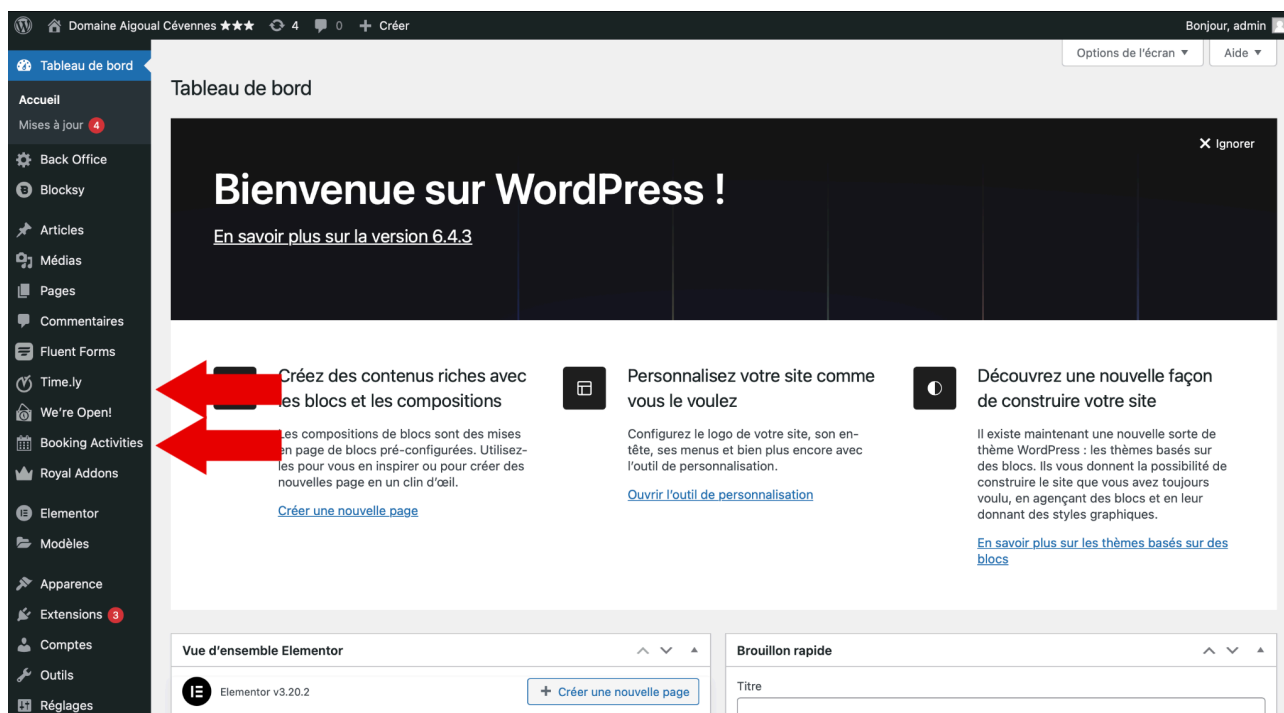 Domaine Aigoual Cévennes ★★★ 4 0 + Créer
Bonjour, admin
Options de l'écran ▼ Aide ▼
Tableau de bord
Accueil
Mises à jour 4
Back Office
Blocksy
Articles
Médias
Pages
Commentaires
Fluent Forms
Time.ly
We're Open!
Booking Activities
Royal Addons
Elementor
Modèles
Apparence
Extensions 3
Comptes
Outils
Réglages
Tableau de bord
Ignorer
Bienvenue sur WordPress !
En savoir plus sur la version 6.4.3
Créez des contenus riches avec
les blocs et les compositions
Les compositions de blocs sont des mises
en page de blocs pré-configurées. Utilisez-
les pour vous en inspirer ou pour créer des
nouvelles page en un clin d'œil.
Créer une nouvelle page
Personnalisez votre site comme
vous le voulez
Configurez le logo de votre site, son en-
tête, ses menus et bien plus encore avec
l'outil de personnalisation.
Ouvrir l'outil de personnalisation
Découvrez une nouvelle façon
de construire votre site
Il existe maintenant une nouvelle sorte de
thème WordPress : les thèmes basés sur
des blocs. Ils vous donnent la possibilité de
construire le site que vous avez toujours
voulu, en agençant des blocs et en leur
donnant des styles graphiques.
En savoir plus sur les thèmes basés sur des
blocs
Vue d'ensemble Elementor
Elementor v3.20.2
+ Créer une nouvelle page
Brouillon rapide
Titre